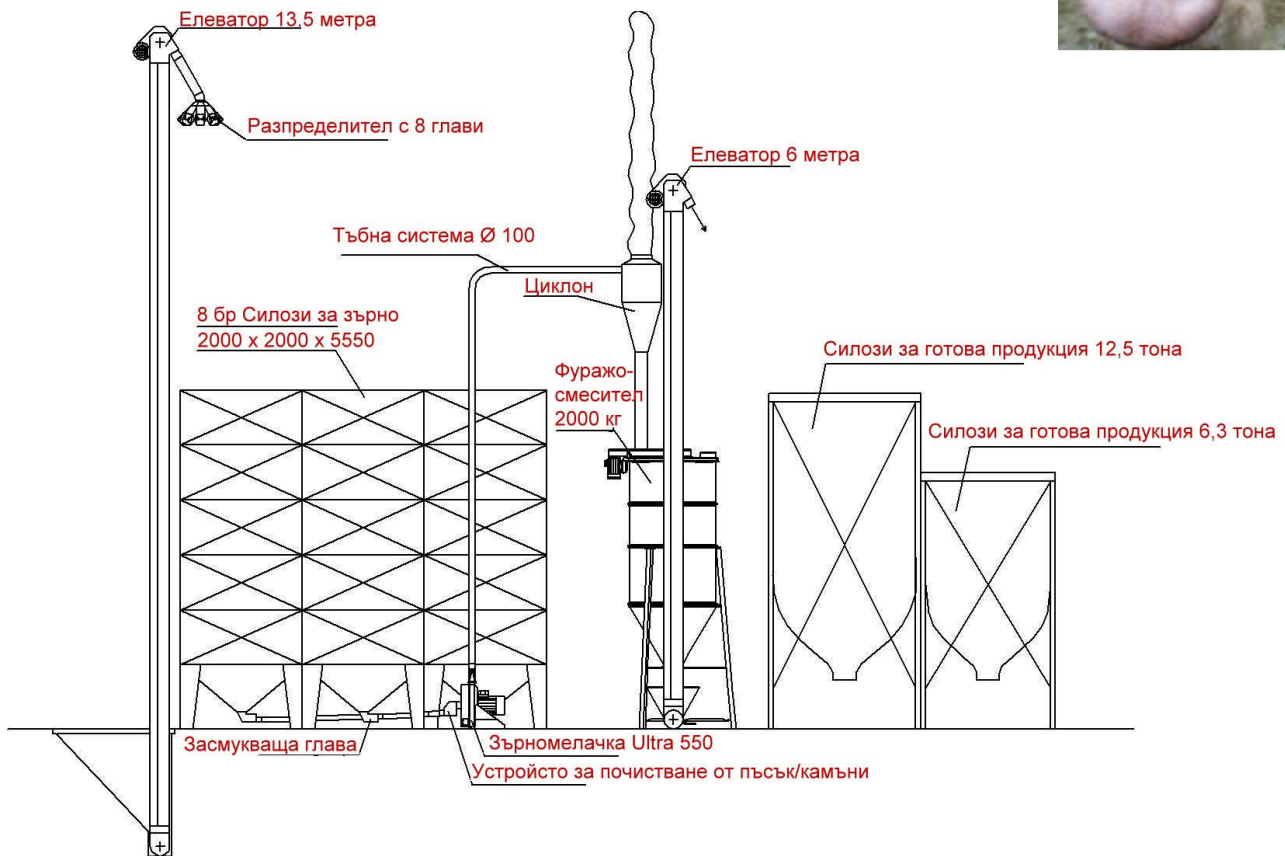 Елеватор 13,5 метра
Разпределител с 8 глави
Елеватор 6 метра
Тъбна система Ø 100
Циклон
8 бр Силози за зърно
2000 x 2000 x 5550
Фуражо-
смесител
2000 кг
Силози за готова продукция 12,5 тона
Силози за готова продукция 6,3 тона
Засмукваща глава
Зърномелачка Ultra 550
Устройсто за почистване от пъсък/камъни